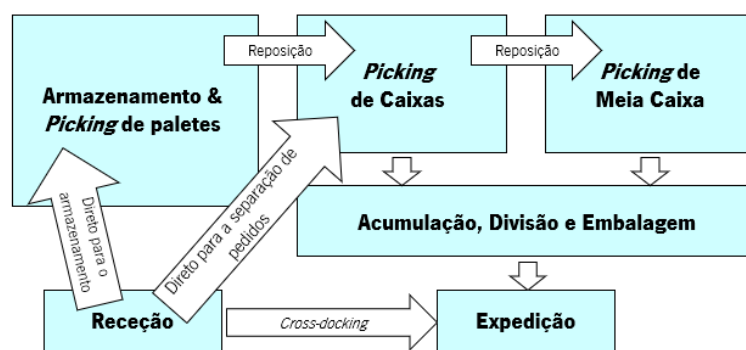 Reposição
Reposição
Armazenamento &
Picking de paletes
Picking
de Caixas
Picking de
Meia Caixa
Direto para o
armazenamento
Direto para a separação de
pedidos
Acumulação, Divisão e Embalagem
Receção
Cross-docking
Expedição